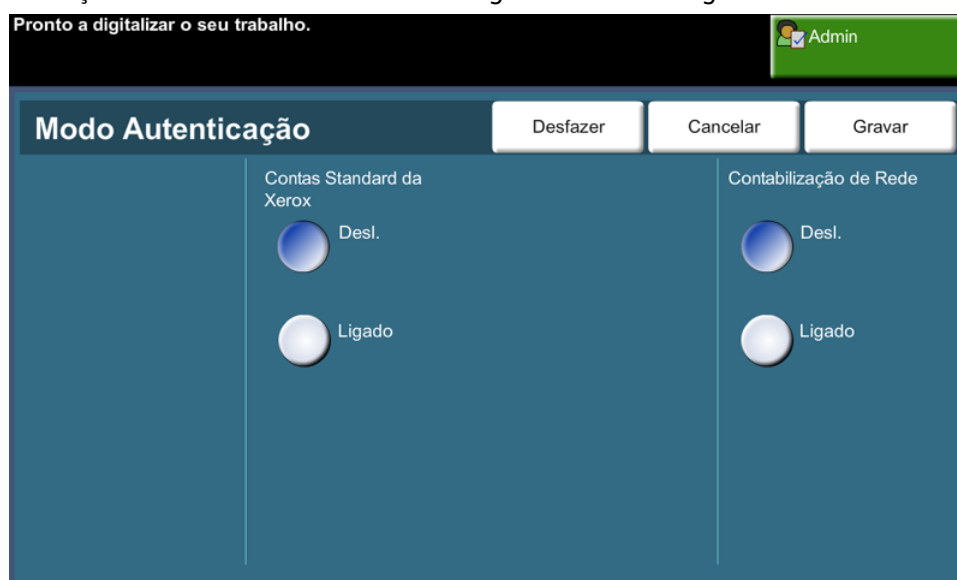 Pronto a digitalizar o seu trabalho.
Admin
Modo Autenticação
Desfazer
Cancelar
Gravar
Contas Standard da
Xerox
Desl.
Ligado
Contabilização de Rede
Desl.
Ligado